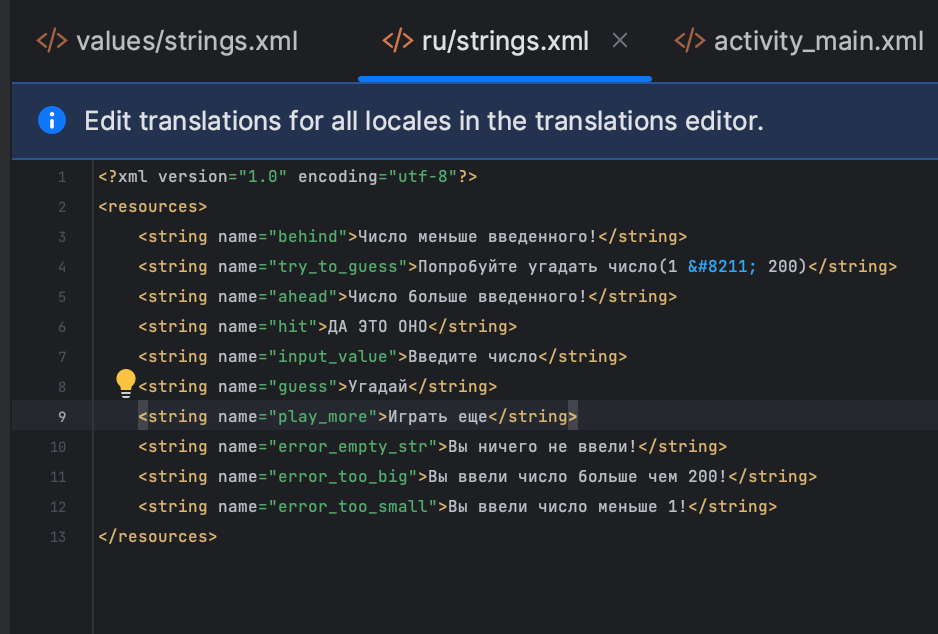 </> values/strings.xml
</> ru/strings.xml ×
</> activity_main.xml
Edit translations for all locales in the translations editor.
1 <?xml version="1.0" encoding="utf-8"?>
2 <resources>
3     <string name="behind">Число меньше введенного!</string>
4     <string name="try_to_guess">Попробуйте угадать число(1 &#8211; 200)</string>
5     <string name="ahead">Число больше введенного!</string>
6     <string name="hit">ДА ЭТО ОНО</string>
7     <string name="input_value">Введите число</string>
8     <string name="guess">Угадай</string>
9     <string name="play_more">Играть еще</string>
10     <string name="error_empty_str">Вы ничего не ввели!</string>
11     <string name="error_too_big">Вы ввели число больше чем 200!</string>
12     <string name="error_too_small">Вы ввели число меньше 1!</string>
13 </resources>